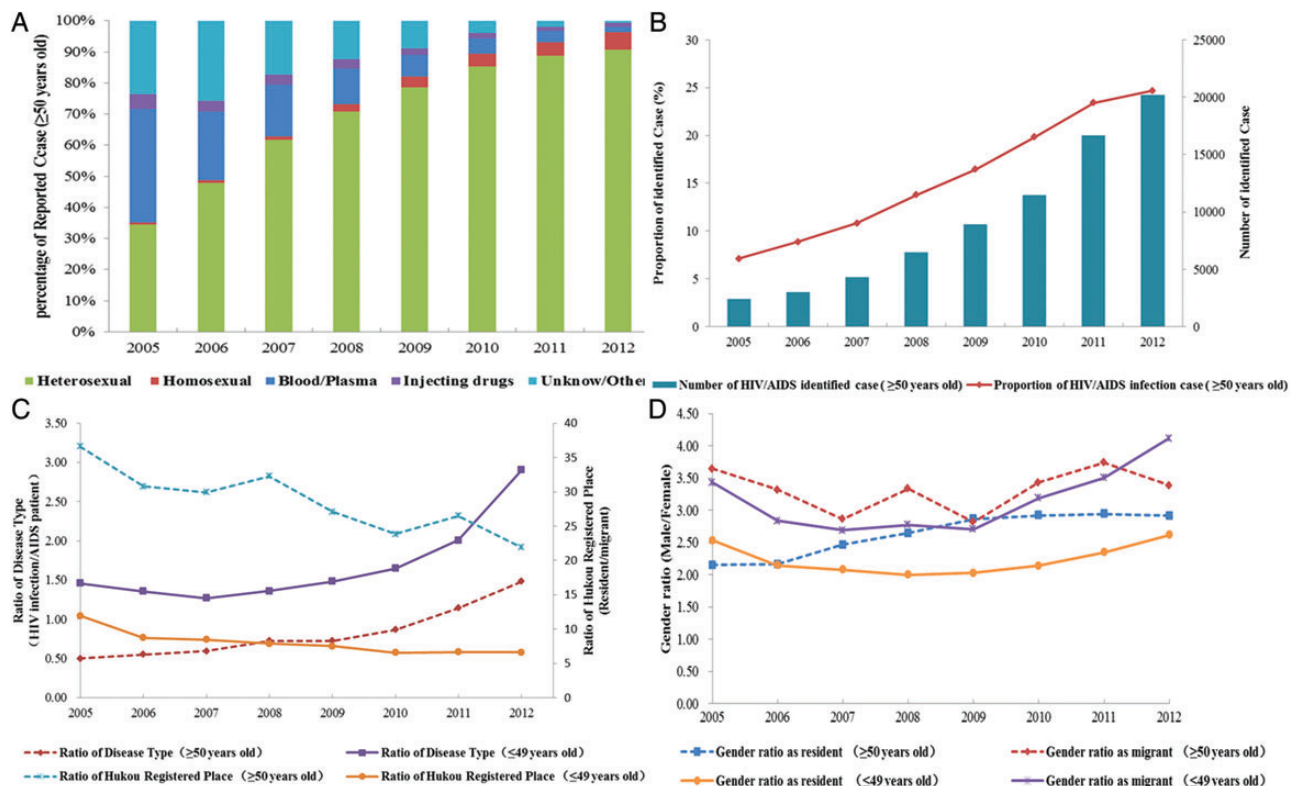 A
percentage of Reported Ccase (≥50 years old)
100%
90%
80%
70%
60%
50%
40%
30%
20%
10%
0%
2005 2006 2007 2008 2009 2010 2011 2012
Heterosexual Homosexual Blood/Plasma Injecting drugs Unknow/Othe
B
Proportion of identified Case (%)
30
25
20
15
10
5
0
25000
20000
15000
10000
5000
0
Number of identified Case
2005 2006 2007 2008 2009 2010 2011 2012
Number of HIV/AIDS identified case (≥50 years old) Proportion of HIV/AIDS infection case (≥50 years old)
C
Ratio of Disease Type
(HIV infection/AIDS patient)
3.50
3.00
2.50
2.00
1.50
1.00
0.50
0.00
40
35
30
25
20
15
10
5
0
Ratio of Hukou Registered Place
(Resident/migrant)
2005 2006 2007 2008 2009 2010 2011 2012
Ratio of Disease Type (≥50 years old) Ratio of Disease Type (≤49 years old)
Ratio of Hukou Registered Place (≥50 years old) Ratio of Hukou Registered Place (≤49 years old)
D
Gender ratio (Male/Female)
4.50
4.00
3.50
3.00
2.50
2.00
1.50
1.00
0.50
0.00
2005 2006 2007 2008 2009 2010 2011 2012
Gender ratio as resident (≥50 years old) Gender ratio as migrant (≥50 years old)
Gender ratio as resident (≤49 years old) Gender ratio as migrant (≤49 years old)